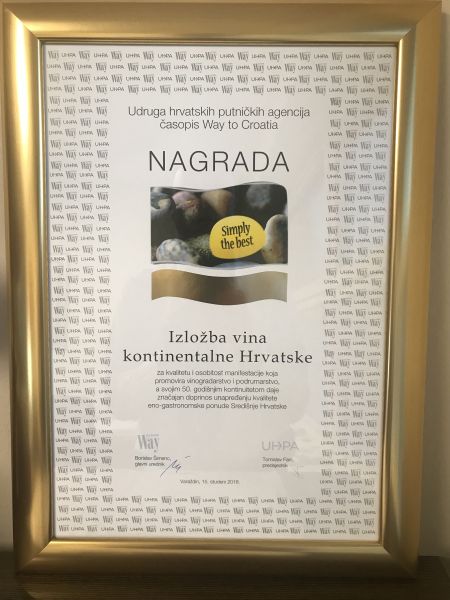 Udruga hrvatskih putničkih agencija
časopis Way to Croatia
NAGRADA
Simply
the best
Izložba vina
kontinentalne Hrvatske
za kvalitetu i osobitost manifestacije koja
promovira vinogradarstvo i podrumarstvo,
a svojim 50. godišnjim kontinuitetom daje
značajan doprinos unapređenju kvalitete
eno-gastronomske ponude Središnje Hrvatske
Way UHPA
glavni urednik predsjednik
Varaždin, 15. studeni 2018.